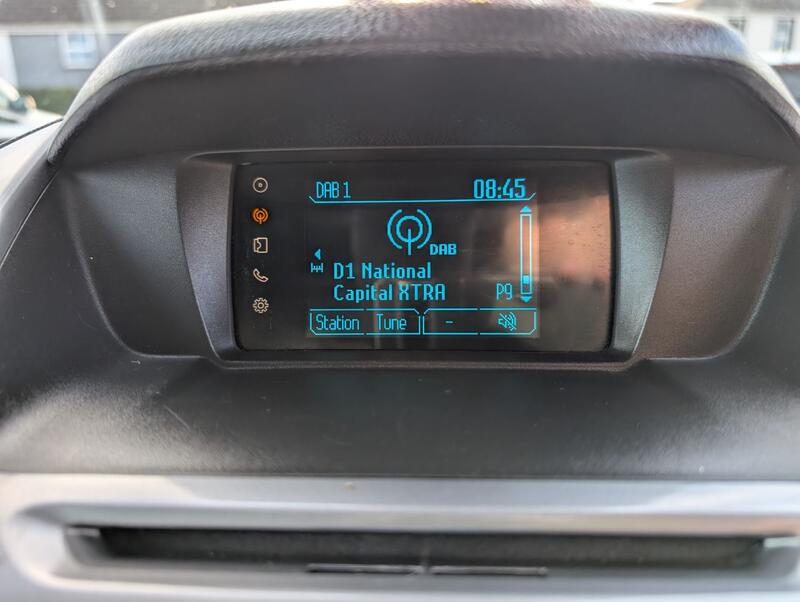 DAB 1 08:45
DAB
D1 National
Capital XTRA P9
Station Tune -